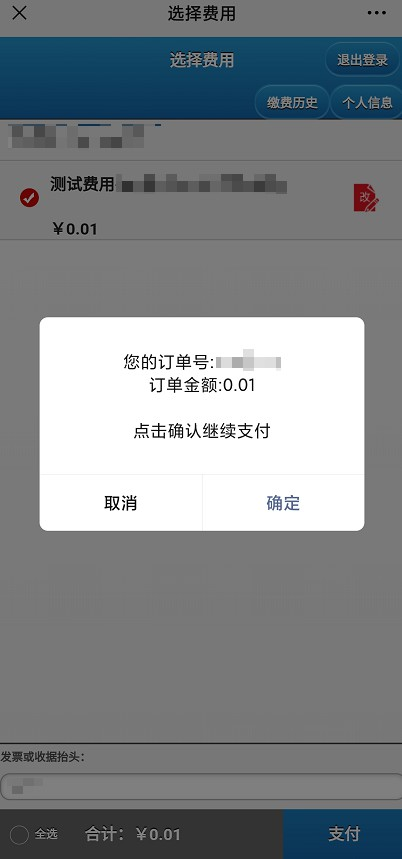 选择费用
选择费用
退出登录
缴费历史
个人信息
测试费用
改
￥0.01
您的订单号:
订单金额:0.01
点击确认继续支付
取消
确定
发票或收据抬头：
全选
合计：￥0.01
支付